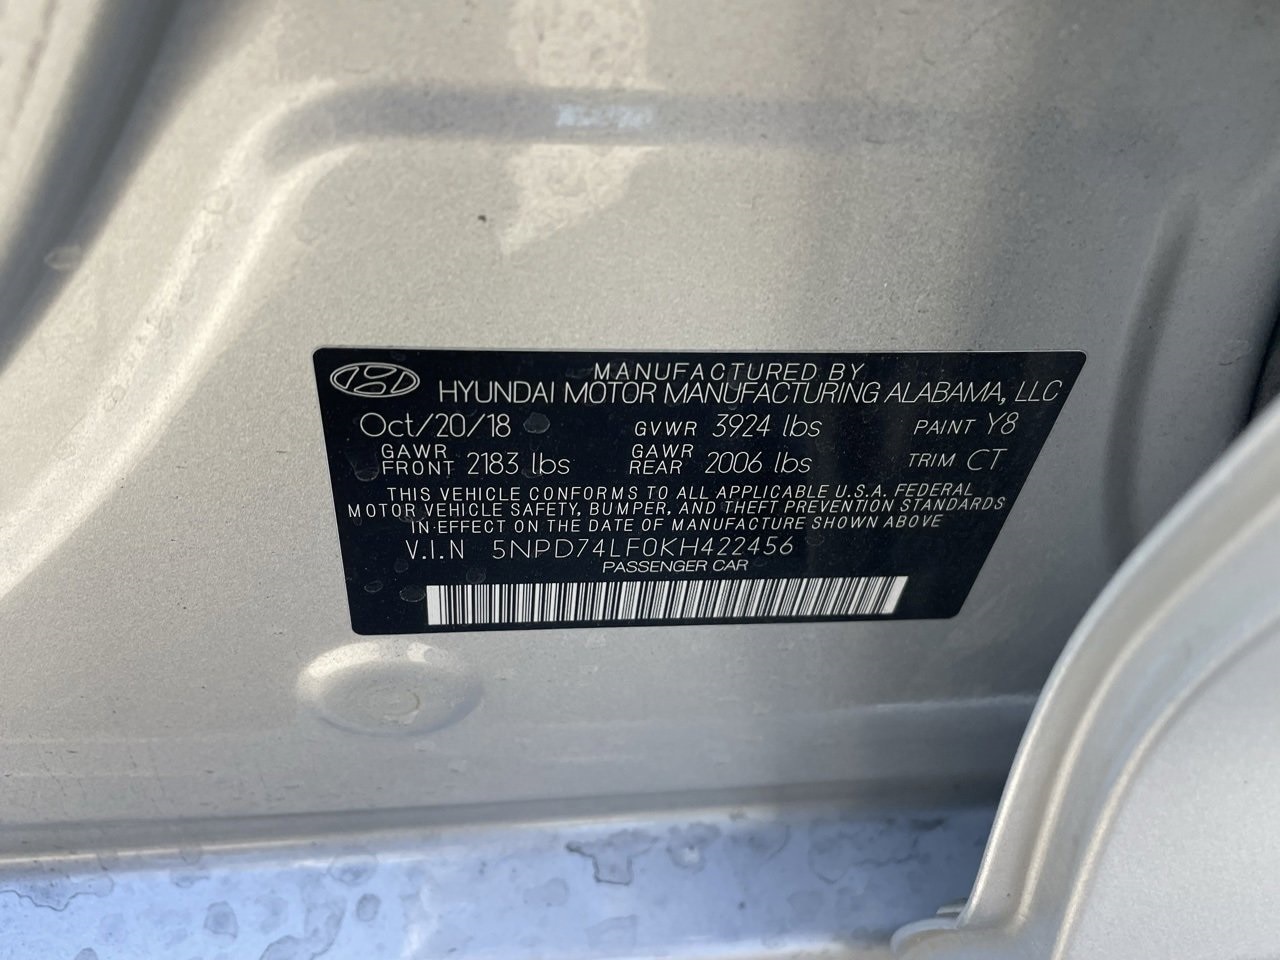 MANUFACTURED BY
HYUNDAI MOTOR MANUFACTURING ALABAMA, LLC
Oct/20/18 GVWR 3924 lbs PAINT Y8
GAWR FRONT 2183 lbs GAWR REAR 2006 lbs TRIM CT
THIS VEHICLE CONFORMS TO ALL APPLICABLE U.S.A. FEDERAL
MOTOR VEHICLE SAFETY, BUMPER, AND THEFT PREVENTION STANDARDS
IN EFFECT ON THE DATE OF MANUFACTURE SHOWN ABOVE
V.I.N 5NPD74LF0KH422456
PASSENGER CAR